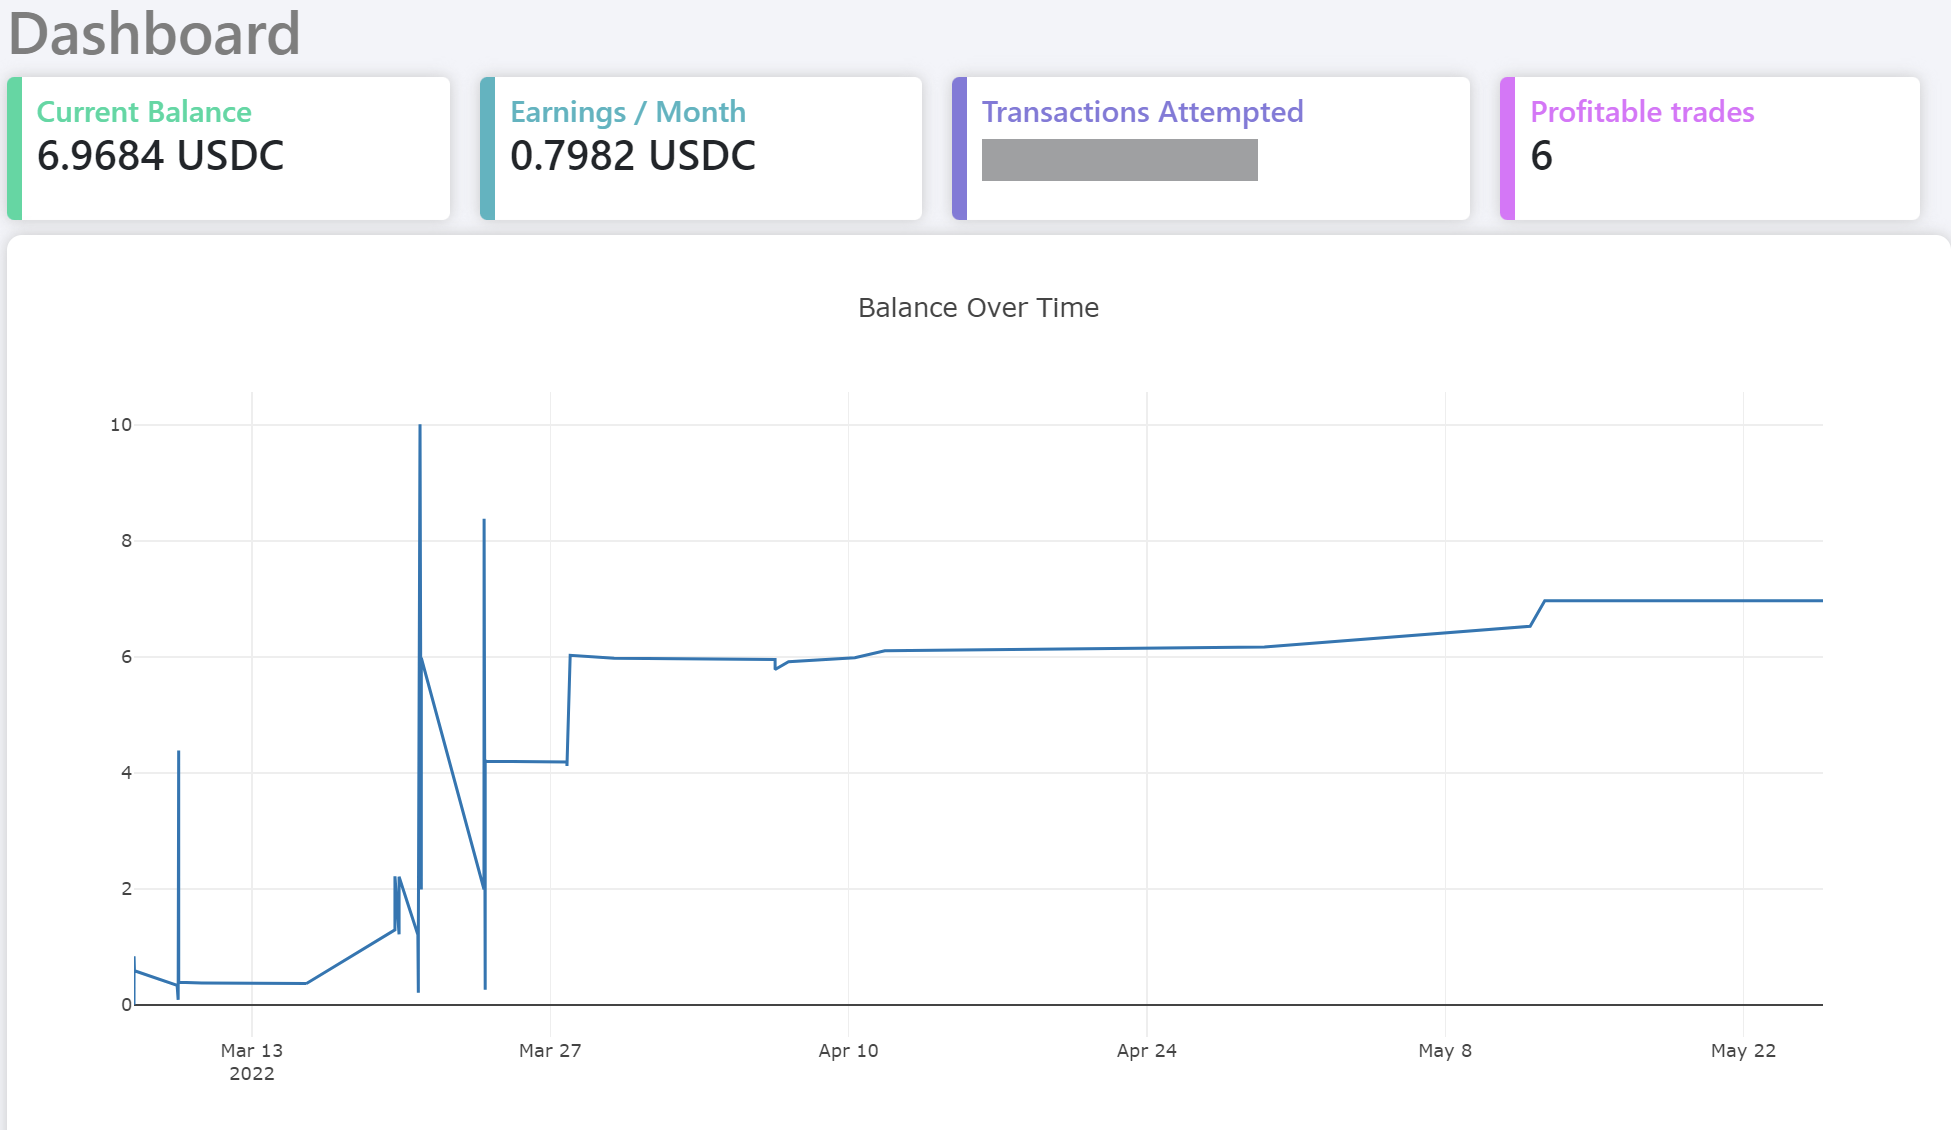 Dashboard
Current Balance
6.9684 USDC
Earnings / Month
0.7982 USDC
Transactions Attempted
Profitable trades
6
Balance Over Time
10
8
6
4
2
0
Mar 13
2022
Mar 27
Apr 10
Apr 24
May 8
May 22